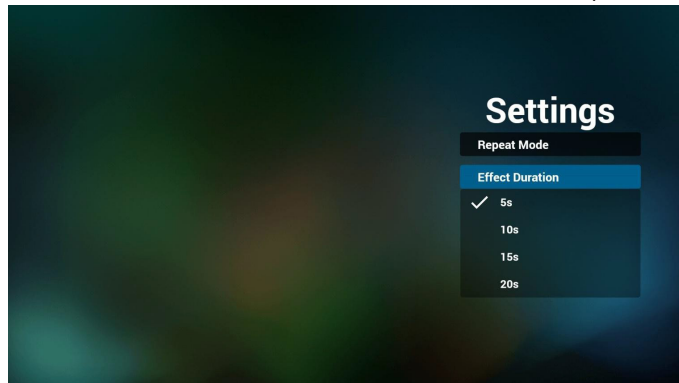 Settings
Repeat Mode
Effect Duration
5s
10s
15s
20s